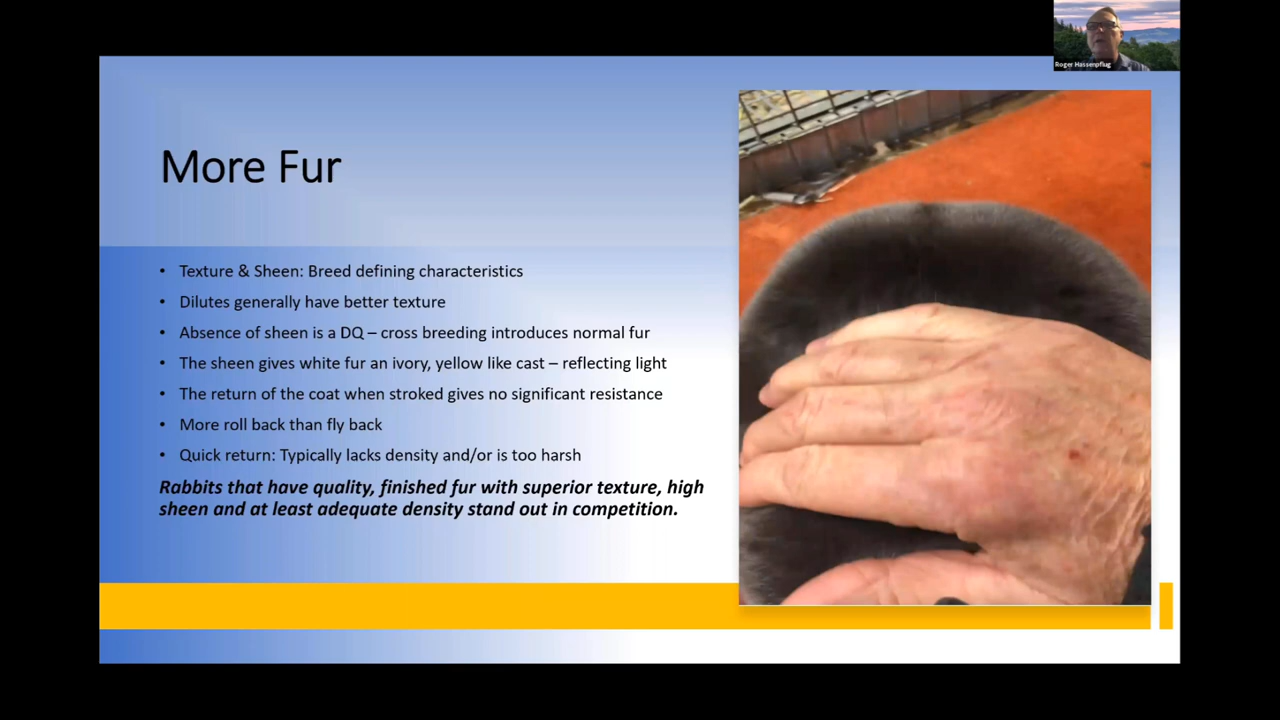 Roger Hassenpflug
More Fur
• Texture & Sheen: Breed defining characteristics
• Dilutes generally have better texture
• Absence of sheen is a DQ – cross breeding introduces normal fur
• The sheen gives white fur an ivory, yellow like cast – reflecting light
• The return of the coat when stroked gives no significant resistance
• More roll back than fly back
• Quick return: Typically lacks density and/or is too harsh
Rabbits that have quality, finished fur with superior texture, high
sheen and at least adequate density stand out in competition.